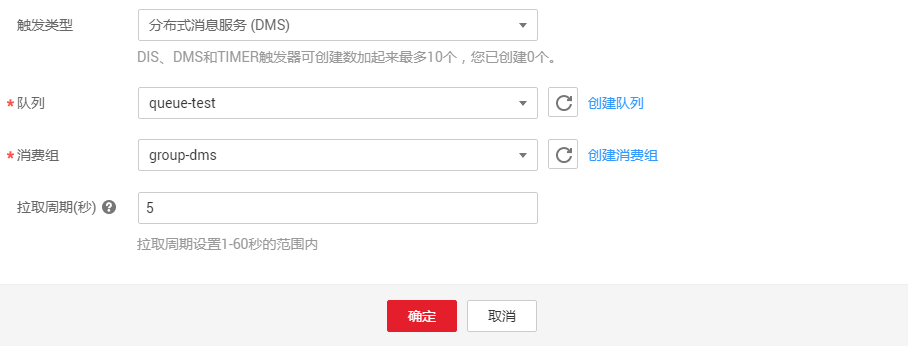 触发类型 分布式消息服务 (DMS)
DIS、DMS和TIMER触发器可创建数加起来最多10个，您已创建0个。
* 队列 queue-test 创建队列
* 消费组 group-dms 创建消费组
拉取周期(秒) ? 5
拉取周期设置1-60秒的范围内
确定 取消